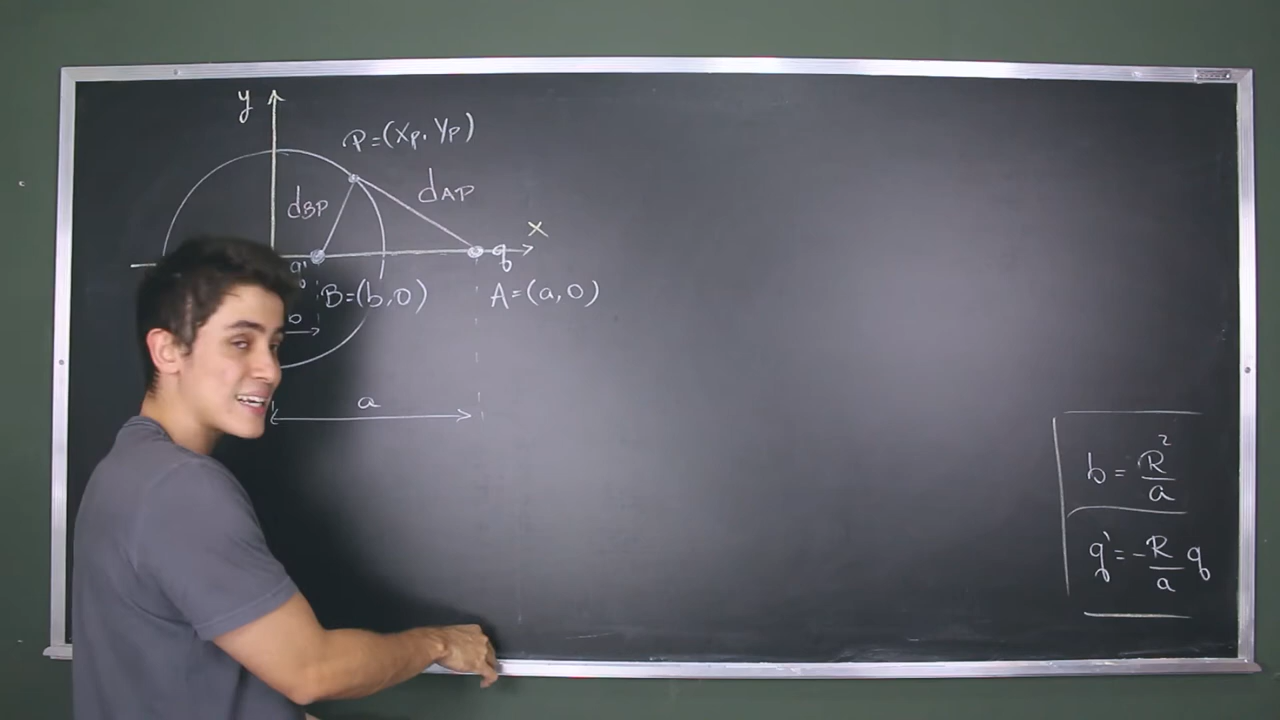 y
P=(xp, yp)
dBP
dAP
x
q'
q
B=(b,0)
A=(a,0)
b
a
b = R²/a
q' = -R/a q